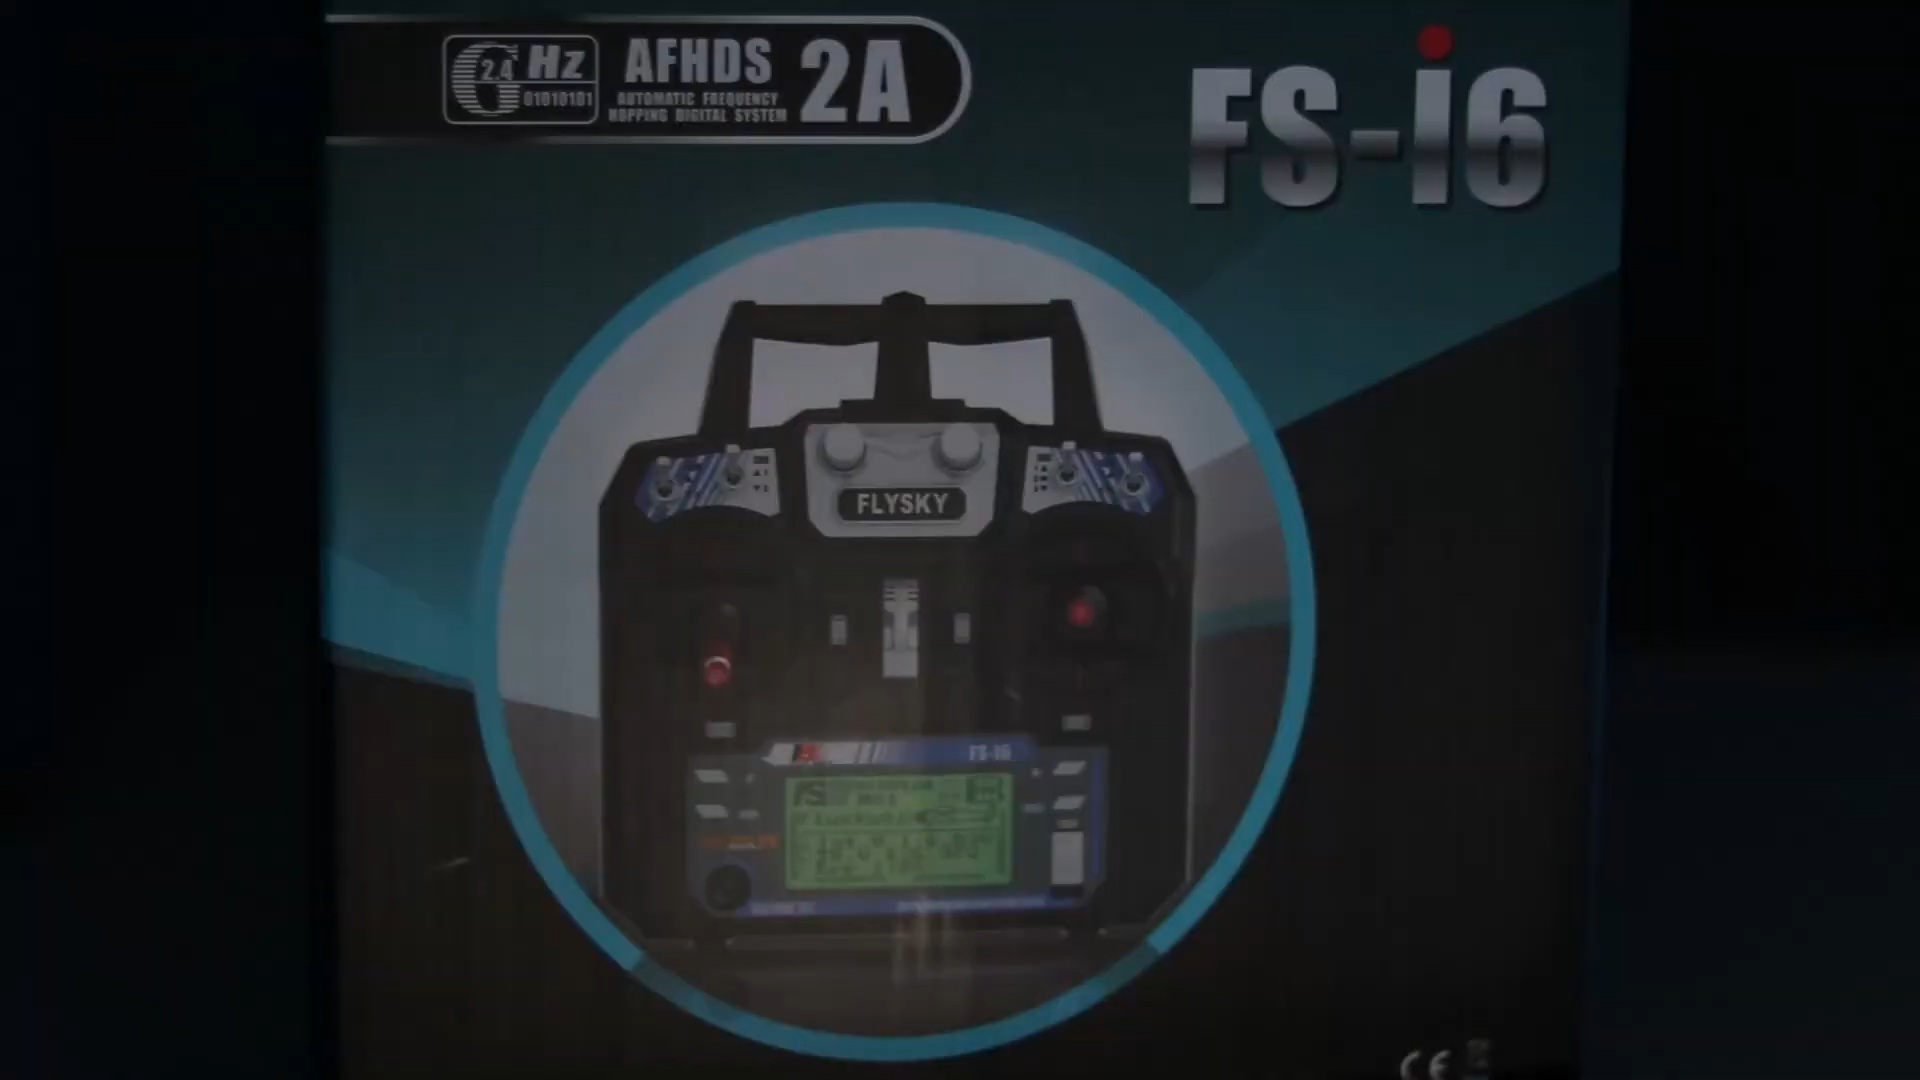 2.4
GHz
01010101
AFHDS
AUTOMATIC FREQUENCY
HOPPING DIGITAL SYSTEM
2A
FS-i6
FLYSKY
FS-i6
CE